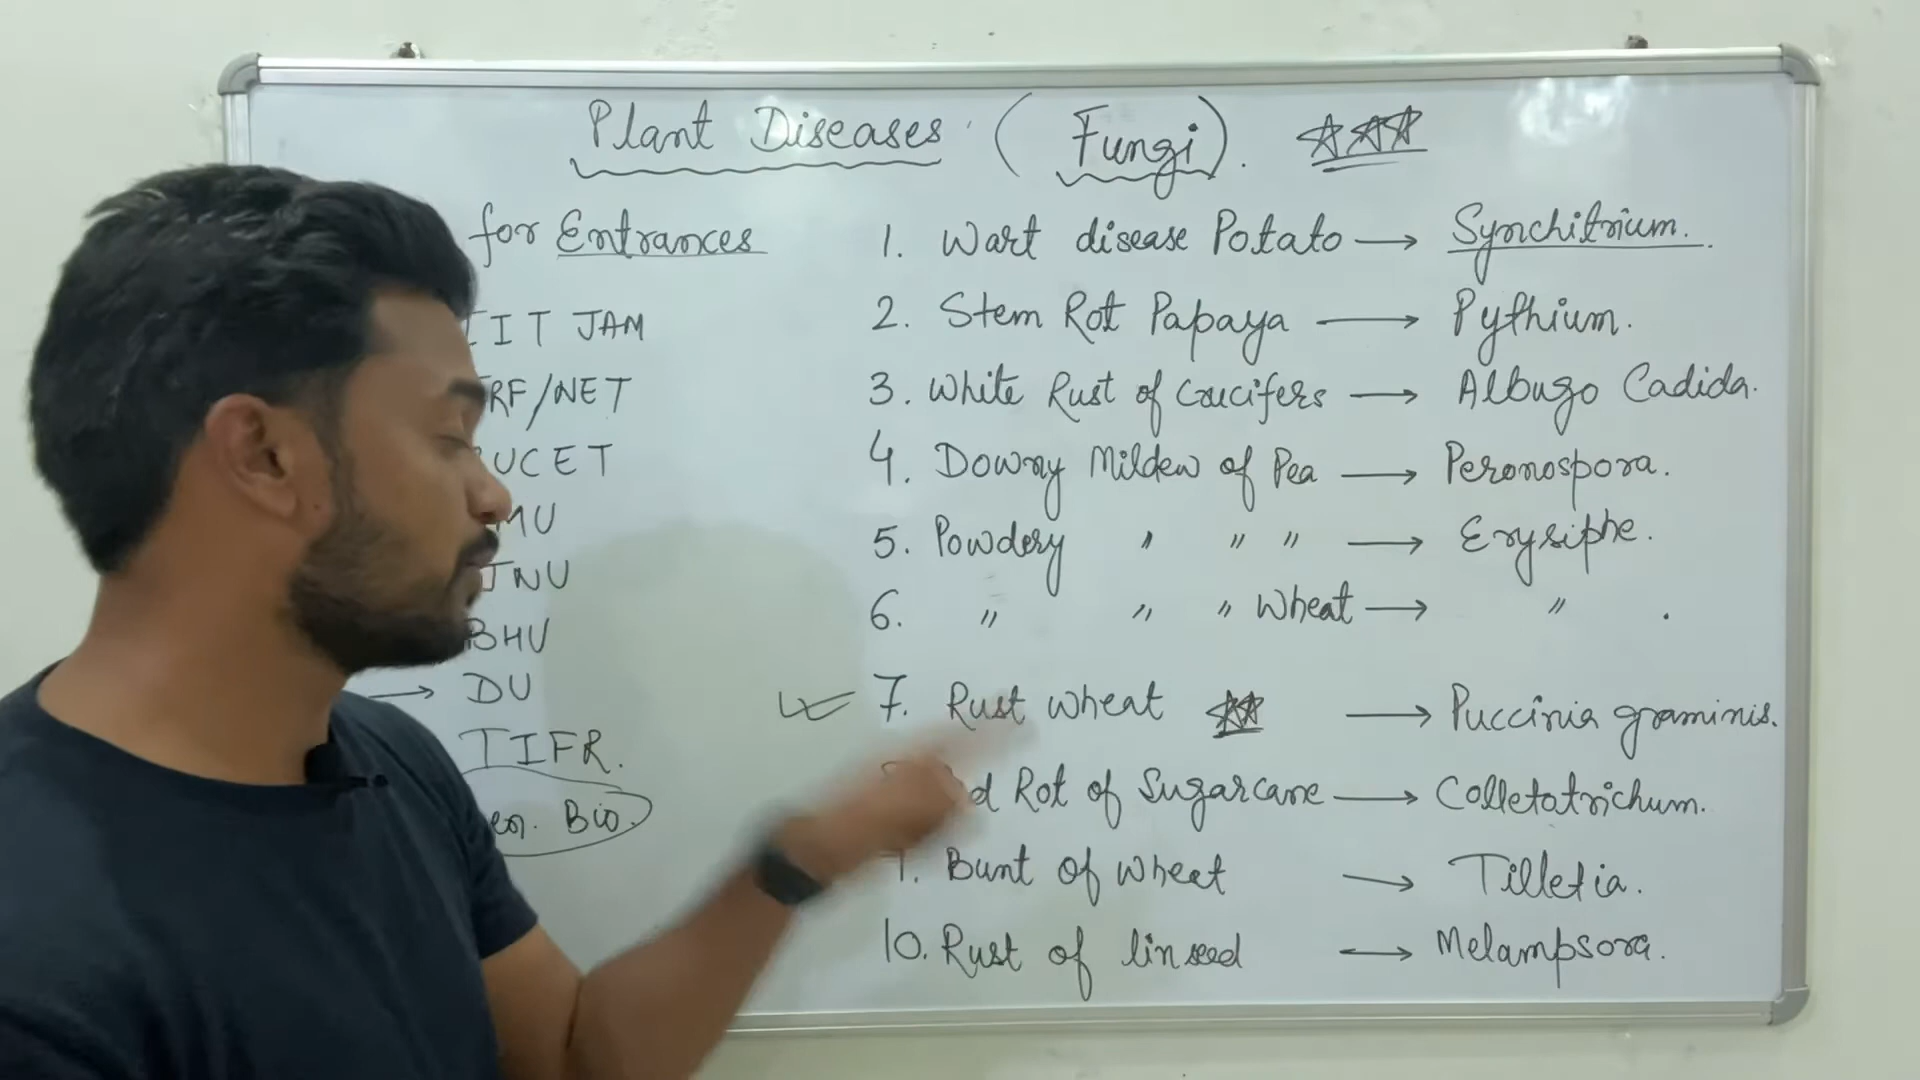 Plant Diseases (Fungi).
for Entrances
IIT JAM
RF/NET
UCET
MU
JNU
BHU
DU
TIFR.
en. Bio.
1. Wart disease Potato → Synchitrium.
2. Stem Rot Papaya → Pythium.
3. White Rust of Crucifers → Albugo Cadida.
4. Downy Mildew of Pea → Peronospora.
5. Powdery " " " → Erysiphe.
6. " " " Wheat → " .
7. Rust wheat → Puccinia graminis.
d Rot of Sugarcane → Colletotrichum.
. Bunt of wheat → Tilletia.
10. Rust of linseed → Melampsora.